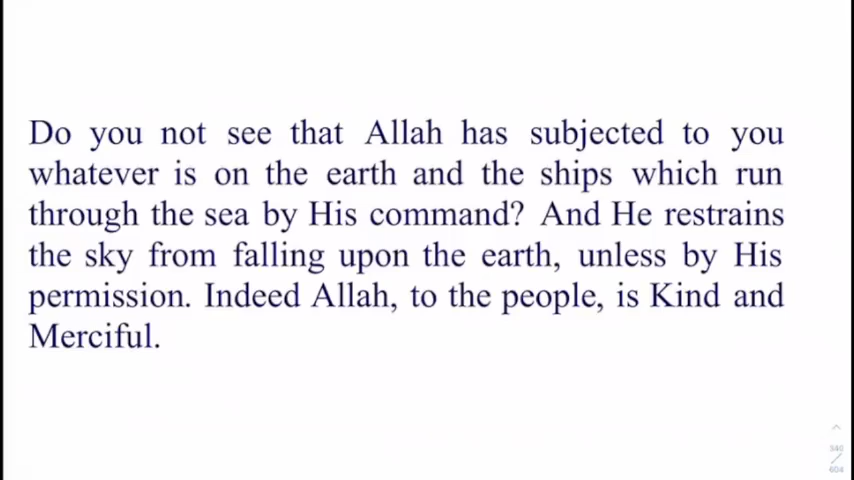 Do you not see that Allah has subjected to you
whatever is on the earth and the ships which run
through the sea by His command? And He restrains
the sky from falling upon the earth, unless by His
permission. Indeed Allah, to the people, is Kind and
Merciful.
340
604